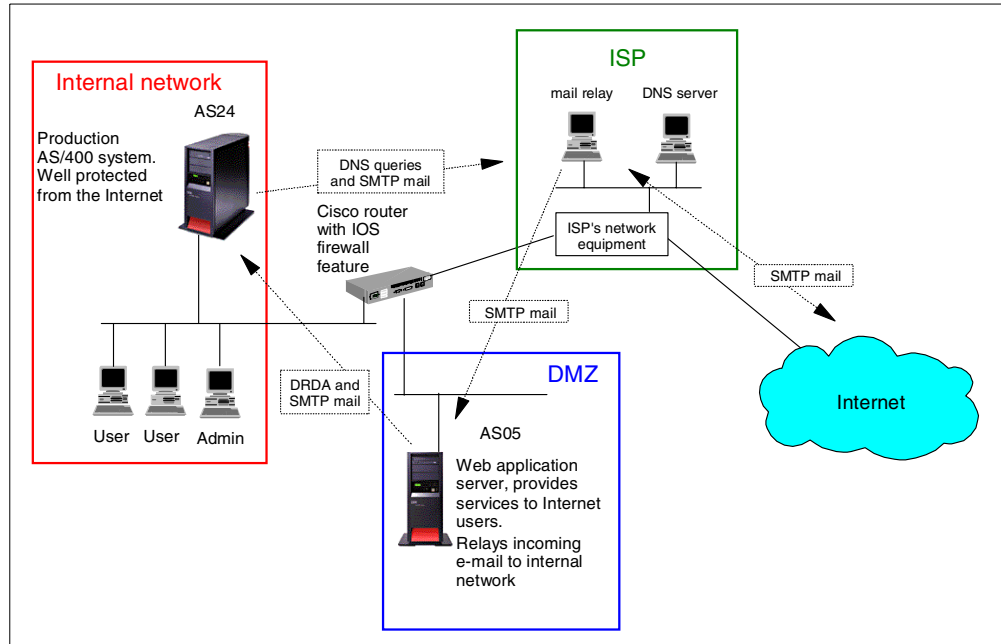 Internal network
AS24
Production
AS/400 system.
Well protected
from the Internet
DNS queries
and SMTP mail
Cisco router
with IOS
firewall
feature
User
User
Admin
DRDA and
SMTP mail
ISP
mail relay
DNS server
ISP's network
equipment
SMTP mail
SMTP mail
Internet
DMZ
AS05
Web application
server, provides
services to Internet
users.
Relays incoming
e-mail to internal
network